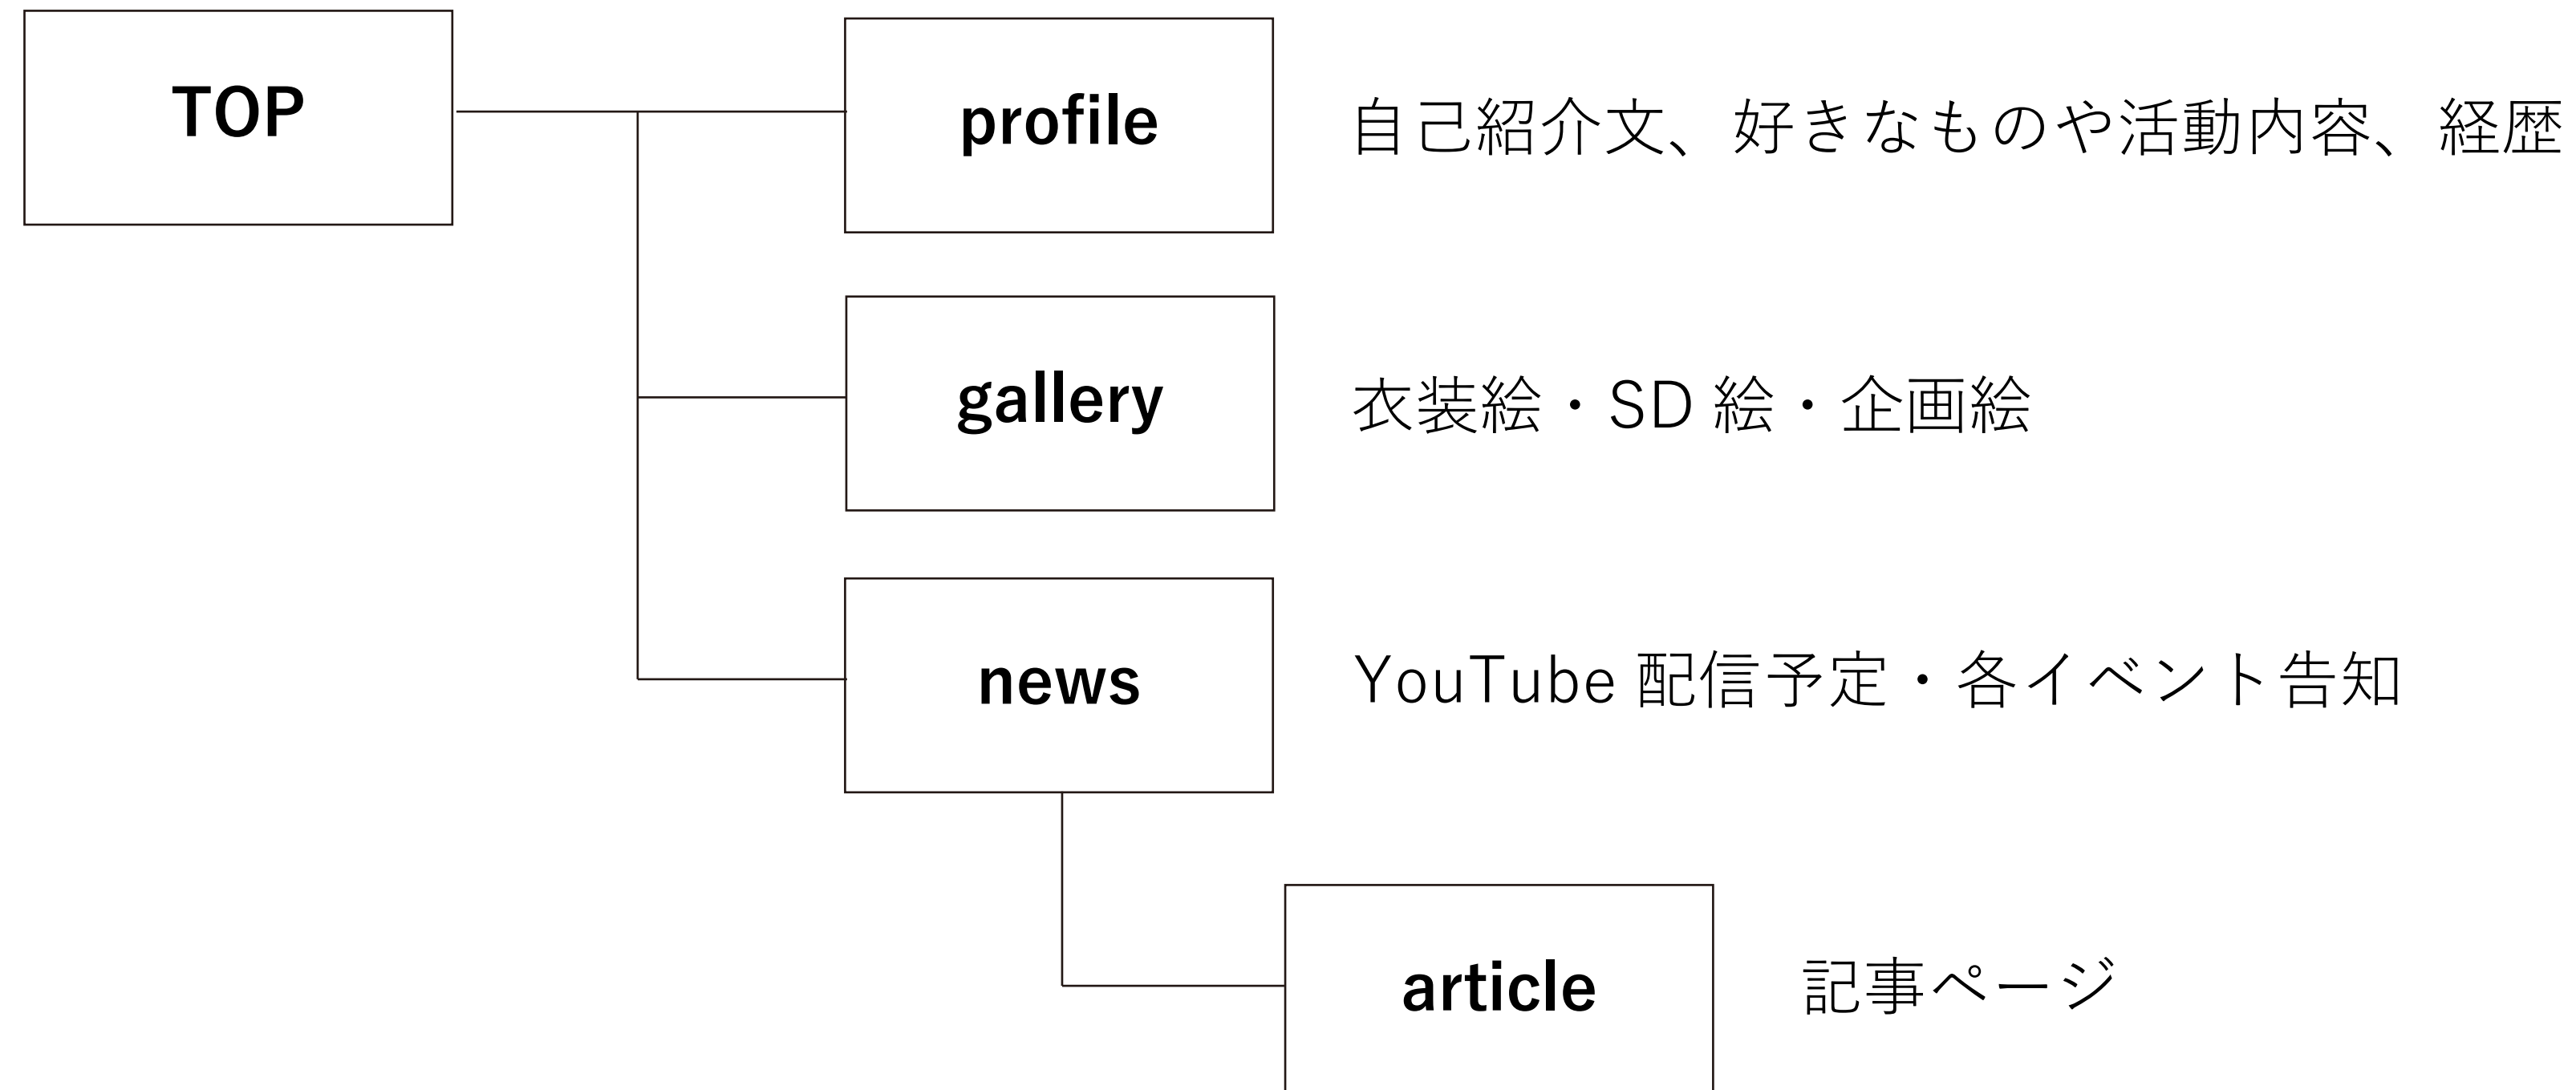 TOP
profile
自己紹介文、好きなものや活動内容、経歴
gallery
衣装絵・SD 絵・企画絵
news
YouTube 配信予定・各イベント告知
article
記事ページ